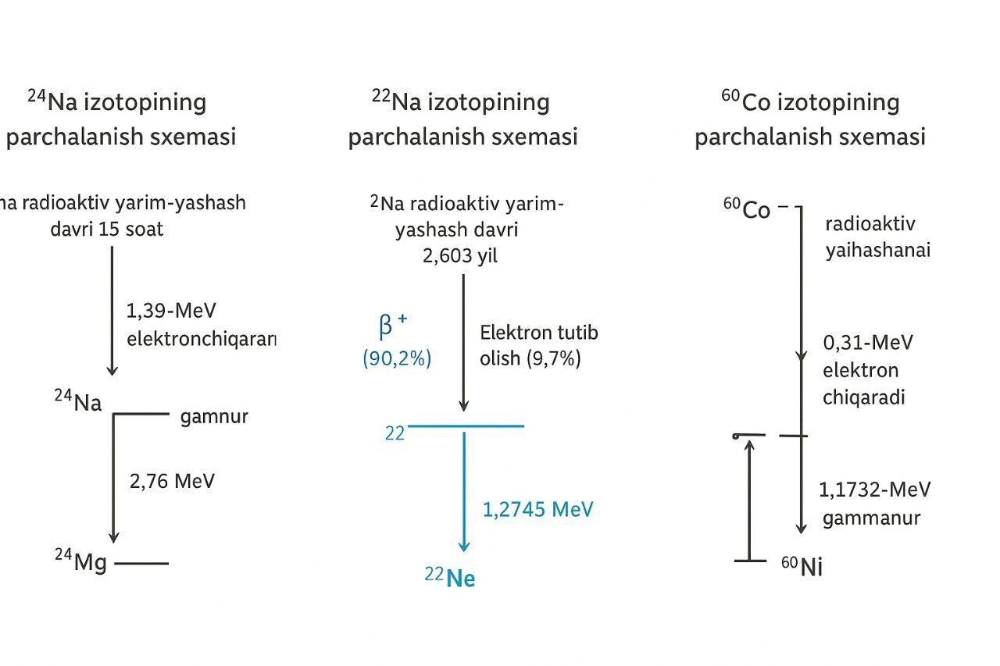 ²⁴Na izotopining
parchalanish sxemasi
na radioaktiv yarim-yashash
davri 15 soat
1,39-MeV
elektronchiqaran
²⁴Na
gamnur
2,76 MeV
²⁴Mg
²²Na izotopining
parchalanish sxemasi
²Na radioaktiv yarim-
yashash davri
2,603 yil
β⁺
(90,2%)
Elektron tutib
olish (9,7%)
22
1,2745 MeV
²²Ne
⁶⁰Co izotopining
parchalanish sxemasi
⁶⁰Co
radioaktiv
yaihashanai
0,31-MeV
elektron
chiqaradi
1,1732-MeV
gammanur
⁶⁰Ni